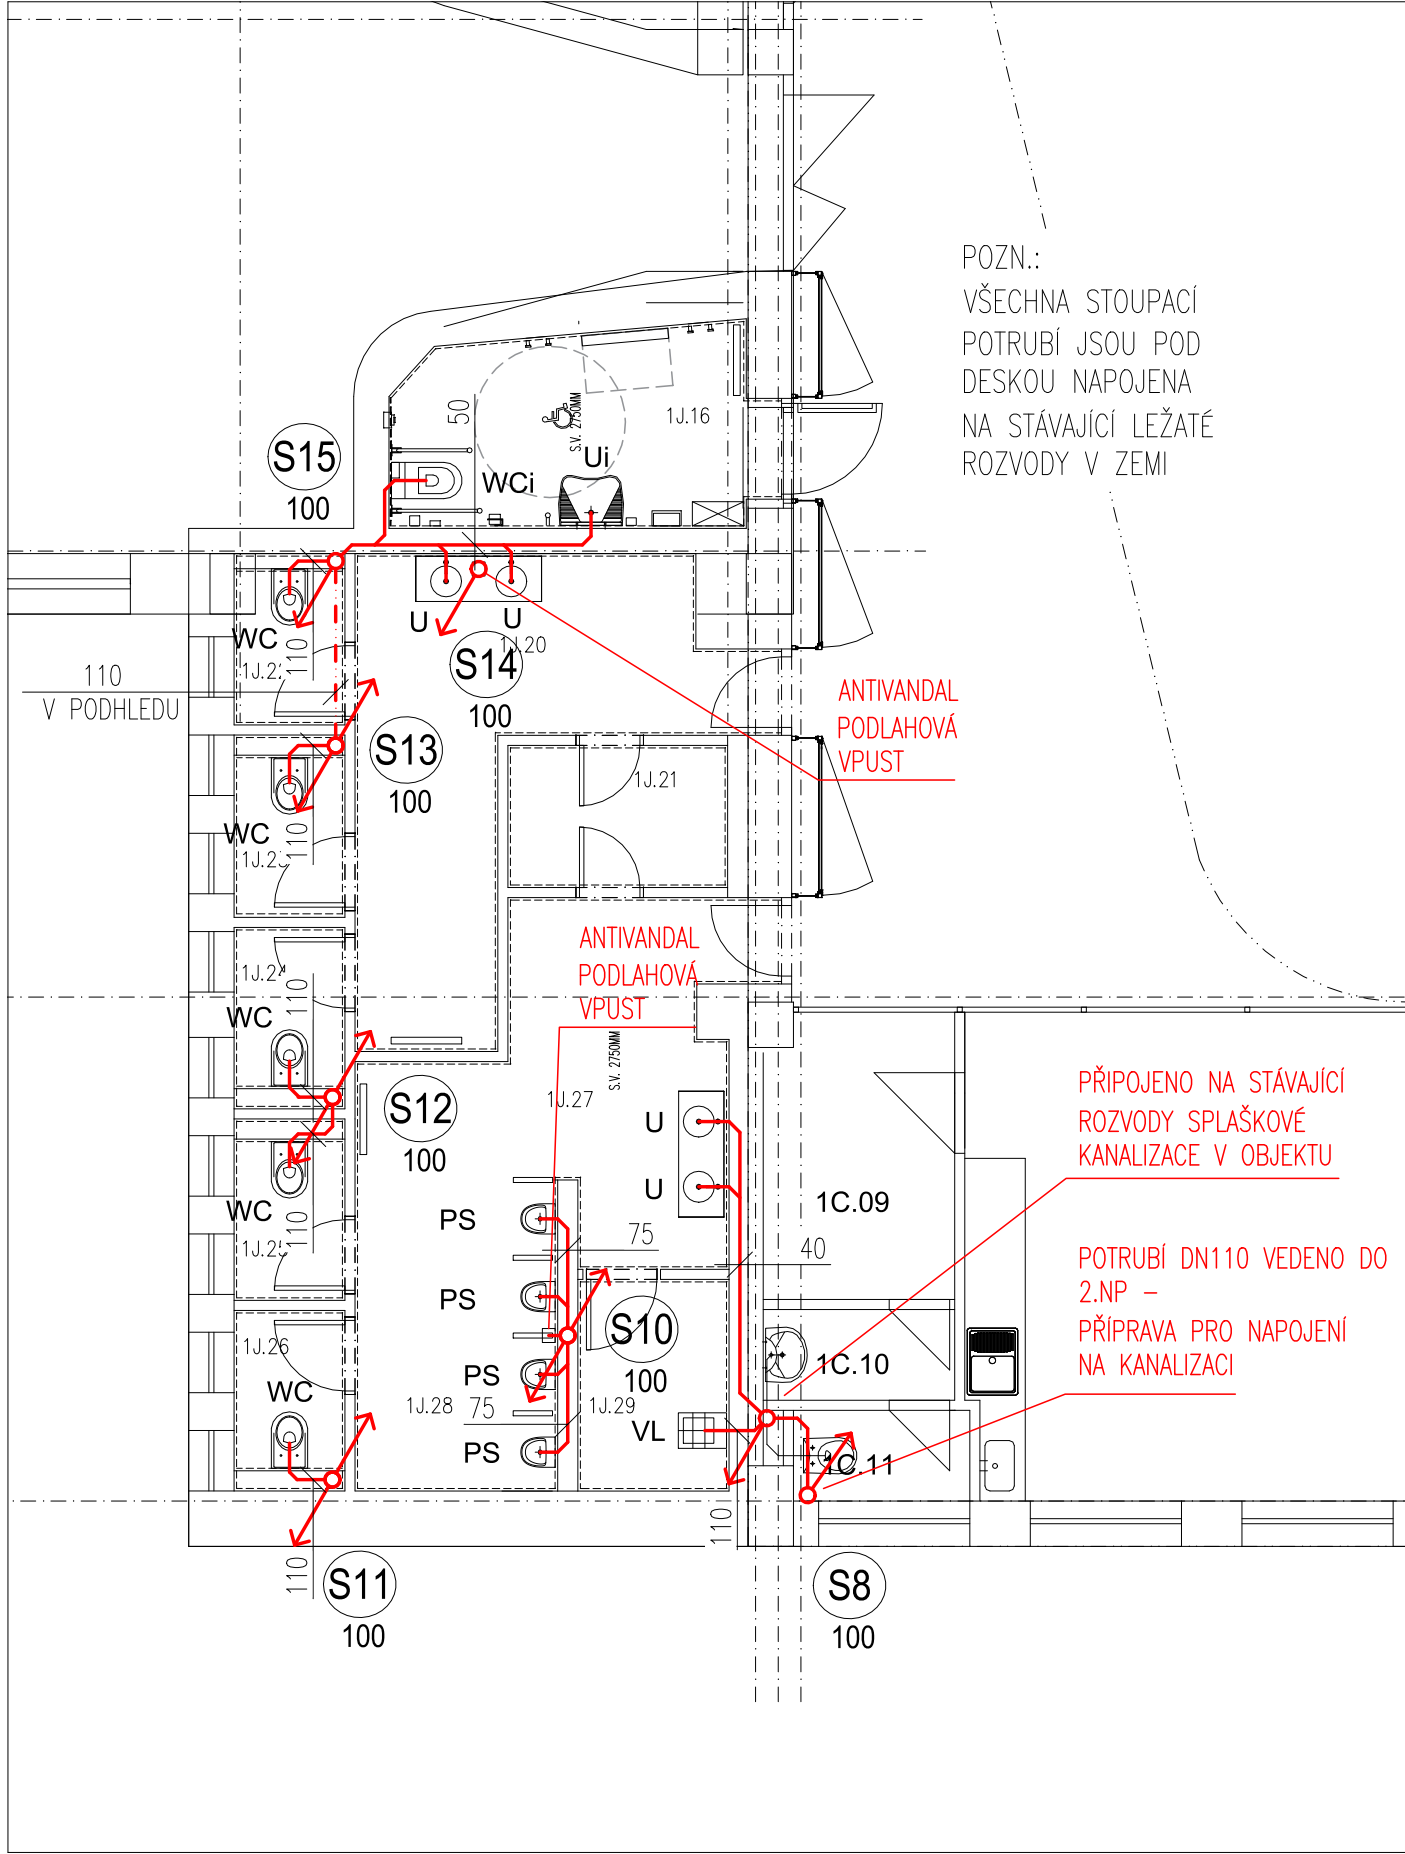 POZN.:
VŠECHNA STOUPACÍ
POTRUBÍ JSOU POD
DESKOU NAPOJENA
NA STÁVAJÍCÍ LEŽATÉ
ROZVODY V ZEMI
50
S.V. 2750MM
1J.16
Ui
WCi
S15
100
U
U
1J.20
S14
100
WC
110
110
V PODHLEDU
ANTIVANDAL
PODLAHOVÁ
VPUST
S13
100
1J.21
WC
110
ANTIVANDAL
PODLAHOVÁ
VPUST
110
WC
S.V. 2750MM
1J.27
S12
100
U
U
PŘIPOJENO NA STÁVAJÍCÍ
ROZVODY SPLAŠKOVÉ
KANALIZACE V OBJEKTU
1C.09
WC
110
PS
75
40
POTRUBÍ DN110 VEDENO DO
2.NP –
PŘÍPRAVA PRO NAPOJENÍ
NA KANALIZACI
PS
S10
100
1J.26
1C.10
WC
PS
1J.28
75
1J.29
VL
PS
1C.11
110
110
S11
100
S8
100